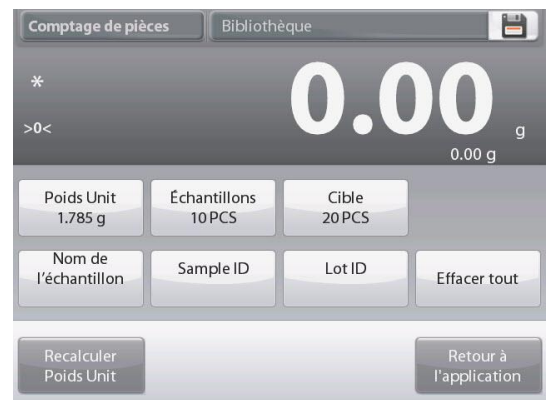 Comptage de pièces
Bibliothèque
*
0.00
>0<
g
0.00 g
Poids Unit
1.785 g
Échantillons
10 PCS
Cible
20 PCS
Nom de
l'échantillon
Sample ID
Lot ID
Effacer tout
Recalculer
Poids Unit
Retour à
l'application